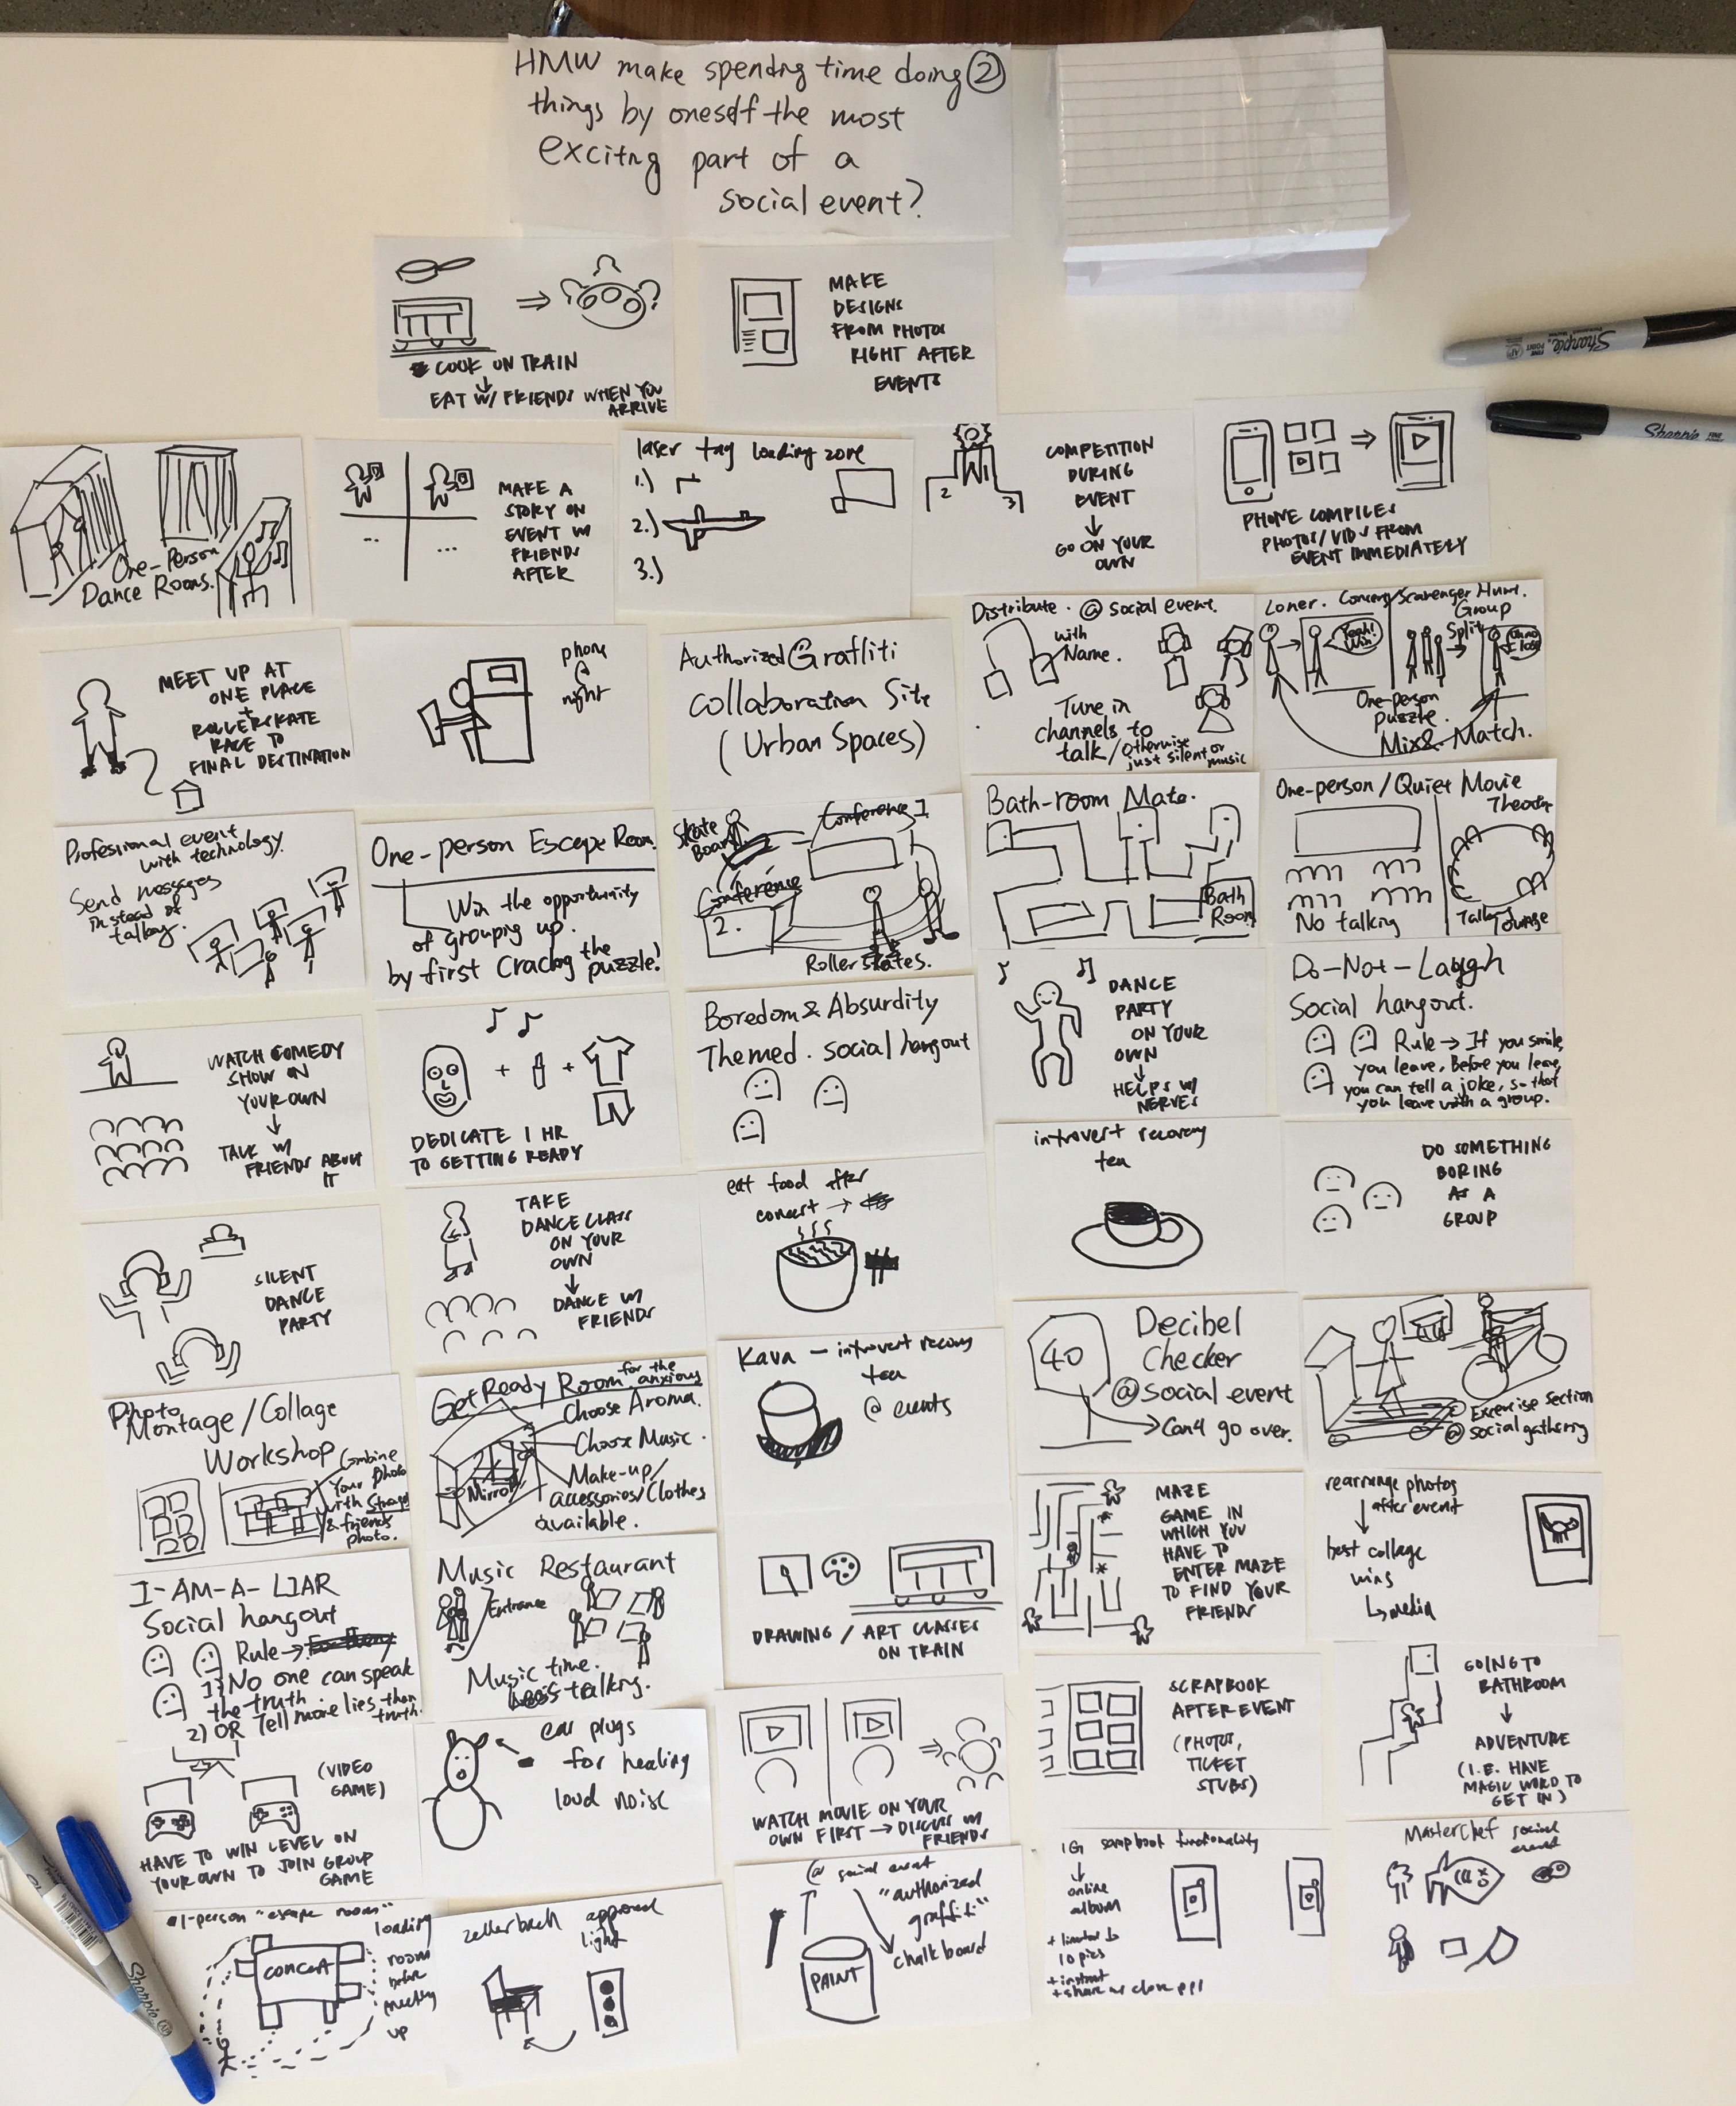 HMW make spending time doing ②
things by oneself the most
exciting part of a
social event?
COOK ON TRAIN
EAT W/ FRIENDS WHEN YOU
ARRIVE
MAKE
DESIGNS
FROM PHOTOS
RIGHT AFTER
EVENTS
Sharpie
Sharpie
One-Person
Dance Rooms.
MAKE A
STORY ON
EVENT W/
FRIENDS
AFTER
laser tag loading zone
1.)
2.)
3.)
2
3
COMPETITION
DURING
EVENT
GO ON YOUR
OWN
PHONE COMPILES
PHOTOS/VIDS FROM
EVENT IMMEDIATELY
MEET UP AT
ONE PLACE
+
ROLLERSKATE
RACE TO
FINAL DESTINATION
phone
@
night
Authorized Grafliti
Collaboration Site
(Urban Spaces)
Distribute. @ social event.
with
Name.
Tune in
channels to
talk/otherwise
just silent or
music
Loner. Scavenger Hunt.
Group
Yeah!
Win
Split
One-person
puzzle.
Mix & Match.
Professional event
with technology.
Send messages
instead of
talking.
One-person Escape Room.
Win the opportunity
of grouping up.
by first Cracking the puzzle!
Skate
Board
Conference 1
Conference
2.
Roller skates.
Bath-room Mate.
Bath
Room
One-person/Quiet Movie
Theater
No talking
Talking
Lounge
WATCH COMEDY
SHOW ON
YOUR OWN
TALK W/
FRIENDS ABOUT
IT
DEDICATE 1 HR
TO GETTING READY
Boredom & Absurdity
Themed. social hangout
DANCE
PARTY
ON YOUR
OWN
HELPS W/
NERVES
Do-Not-Laugh
Social hangout.
Rule → If you smile,
you leave, Before you leave,
you can tell a joke, so that
you leave with a group.
SILENT
DANCE
PARTY
TAKE
DANCE CLASS
ON YOUR
OWN
DANCE W/
FRIENDS
eat food after
concert →
introvert recovery
tea
DO SOMETHING
BORING
AS A
GROUP
Photo
Montage/Collage
Workshop
Combine
Your photo
with
& friends
photo.
Get Ready Room for the
anxious
Choose Aroma.
Choose Music.
Make-up/
accessories/Clothes
available.
Mirror
Kava – introvert recovery
tea
@ events
40
Decibel
Checker
@social event
→ Can't go over.
Excercise section
@ social gathering
I-AM-A-LIAR
Social hangout
Rule →
1) No one can speak
the truth
2) OR Tell more lies than
truth.
Music Restaurant
Entrance
Music time.
Less talking.
DRAWING / ART CLASSES
ON TRAIN
MAZE
GAME IN
WHICH YOU
HAVE TO
ENTER MAZE
TO FIND YOUR
FRIENDS
rearrange photos
after event
best collage
wins
↳ media
(VIDEO
GAME)
HAVE TO WIN LEVEL ON
YOUR OWN TO JOIN GROUP
GAME
ear plugs
for healing
loud noise
WATCH MOVIE ON YOUR
OWN FIRST → DISCUSS W/
FRIENDS
SCRAPBOOK
AFTER EVENT
(PHOTOS,
TICKET
STUBS)
GOING TO
BATHROOM
ADVENTURE
(I.E. HAVE
MAGIC WORD TO
GET IN)
1-person "escape room"
concert
loading
room
before
meeting
up
zellerbach approved
light
@ social event
"authorized
graffiti"
chalk board
PAINT
IG scrapbook functionality
online
album
+ limited to
10 pics
+ instant
+ share w/ close ppl
Masterchef social
event
Sharpie